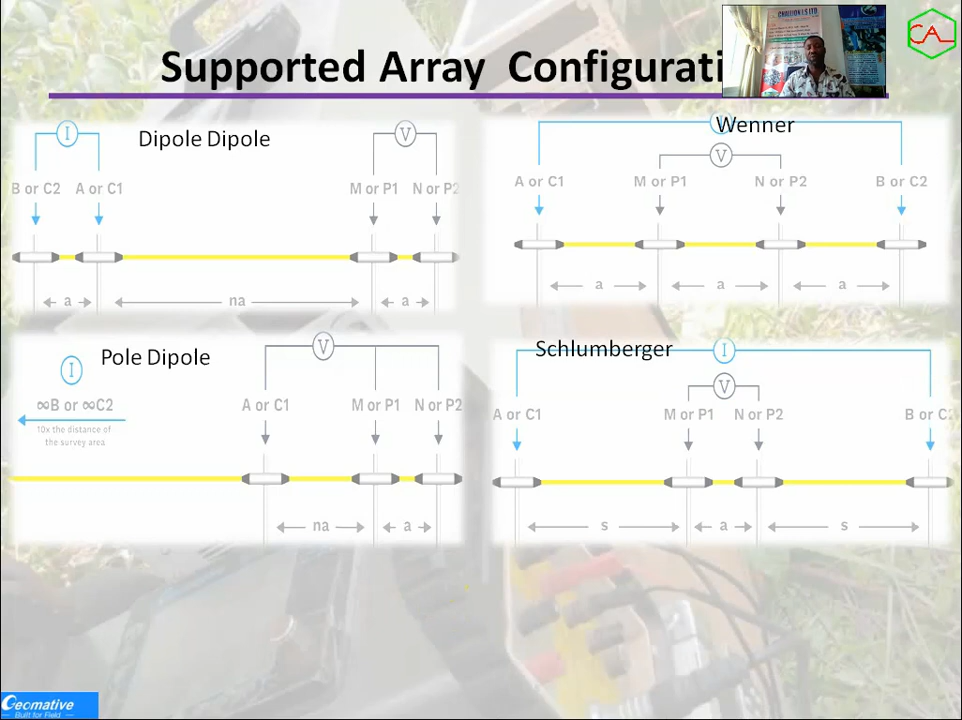 Supported Array Configurati
CAL
Dipole Dipole
I
V
B or C2 A or C1 M or P1 N or P2
a na a
Wenner
I
V
A or C1 M or P1 N or P2 B or C2
a a a
Pole Dipole
I
V
∞B or ∞C2 A or C1 M or P1 N or P2
10x the distance of
the survey area
na a
Schlumberger
I
V
A or C1 M or P1 N or P2 B or C2
s a s
Geomative
Built for Field